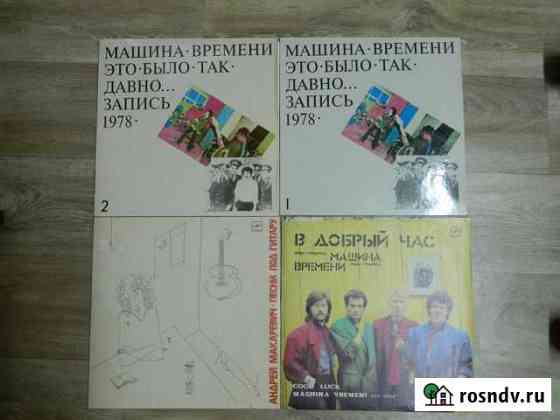 МАШИНА·ВРЕМЕНИ
ЭТО·БЫЛО·ТАК·
ДАВНО...
ЗАПИСЬ
1978·
2
МАШИНА·ВРЕМЕНИ
ЭТО·БЫЛО·ТАК·
ДАВНО...
ЗАПИСЬ
1978·
1
АНДРЕЙ МАКАРЕВИЧ·ПЕСНИ ПОД ГИТАРУ
В ДОБРЫЙ ЧАС
МАШИНА
ВРЕМЕНИ
GOOD LUCK
MASHINA VREMENI
rosndv.ru